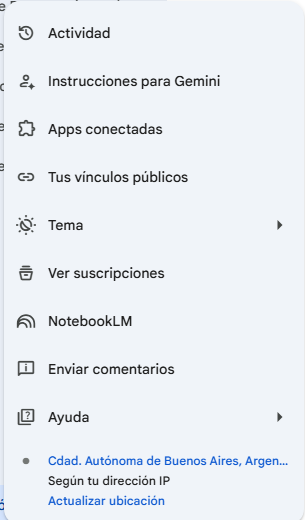 Actividad
Instrucciones para Gemini
Apps conectadas
Tus vínculos públicos
Tema
Ver suscripciones
NotebookLM
Enviar comentarios
Ayuda
Cdad. Autónoma de Buenos Aires, Argen...
Según tu dirección IP
Actualizar ubicación